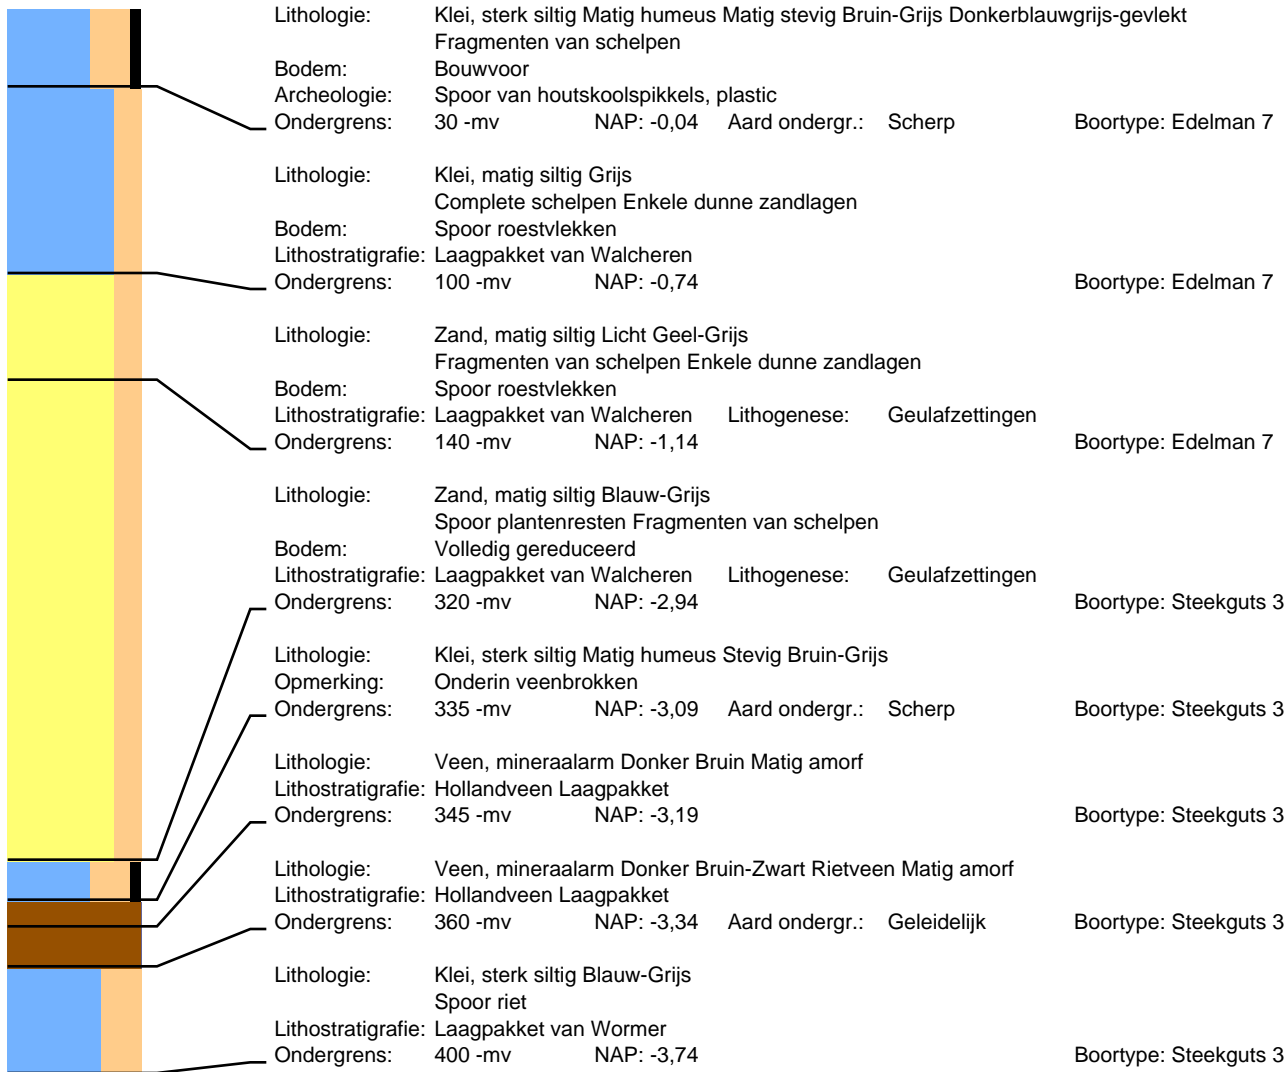 Lithologie: Klei, sterk siltig Matig humeus Matig stevig Bruin-Grijs Donkerblauwgrijs-gevlekt
Fragmenten van schelpen
Bodem: Bouwvoor
Archeologie: Spoor van houtskoolspikkels, plastic
Ondergrens: 30 -mv NAP: -0,04 Aard ondergr.: Scherp Boortype: Edelman 7
Lithologie: Klei, matig siltig Grijs
Complete schelpen Enkele dunne zandlagen
Bodem: Spoor roestvlekken
Lithostratigrafie: Laagpakket van Walcheren
Ondergrens: 100 -mv NAP: -0,74 Boortype: Edelman 7
Lithologie: Zand, matig siltig Licht Geel-Grijs
Fragmenten van schelpen Enkele dunne zandlagen
Bodem: Spoor roestvlekken
Lithostratigrafie: Laagpakket van Walcheren Lithogenese: Geulafzettingen
Ondergrens: 140 -mv NAP: -1,14 Boortype: Edelman 7
Lithologie: Zand, matig siltig Blauw-Grijs
Spoor plantenresten Fragmenten van schelpen
Bodem: Volledig gereduceerd
Lithostratigrafie: Laagpakket van Walcheren Lithogenese: Geulafzettingen
Ondergrens: 320 -mv NAP: -2,94 Boortype: Steekguts 3
Lithologie: Klei, sterk siltig Matig humeus Stevig Bruin-Grijs
Opmerking: Onderin veenbrokken
Ondergrens: 335 -mv NAP: -3,09 Aard ondergr.: Scherp Boortype: Steekguts 3
Lithologie: Veen, mineraalarm Donker Bruin Matig amorf
Lithostratigrafie: Hollandveen Laagpakket
Ondergrens: 345 -mv NAP: -3,19 Boortype: Steekguts 3
Lithologie: Veen, mineraalarm Donker Bruin-Zwart Rietveen Matig amorf
Lithostratigrafie: Hollandveen Laagpakket
Ondergrens: 360 -mv NAP: -3,34 Aard ondergr.: Geleidelijk Boortype: Steekguts 3
Lithologie: Klei, sterk siltig Blauw-Grijs
Spoor riet
Lithostratigrafie: Laagpakket van Wormer
Ondergrens: 400 -mv NAP: -3,74 Boortype: Steekguts 3